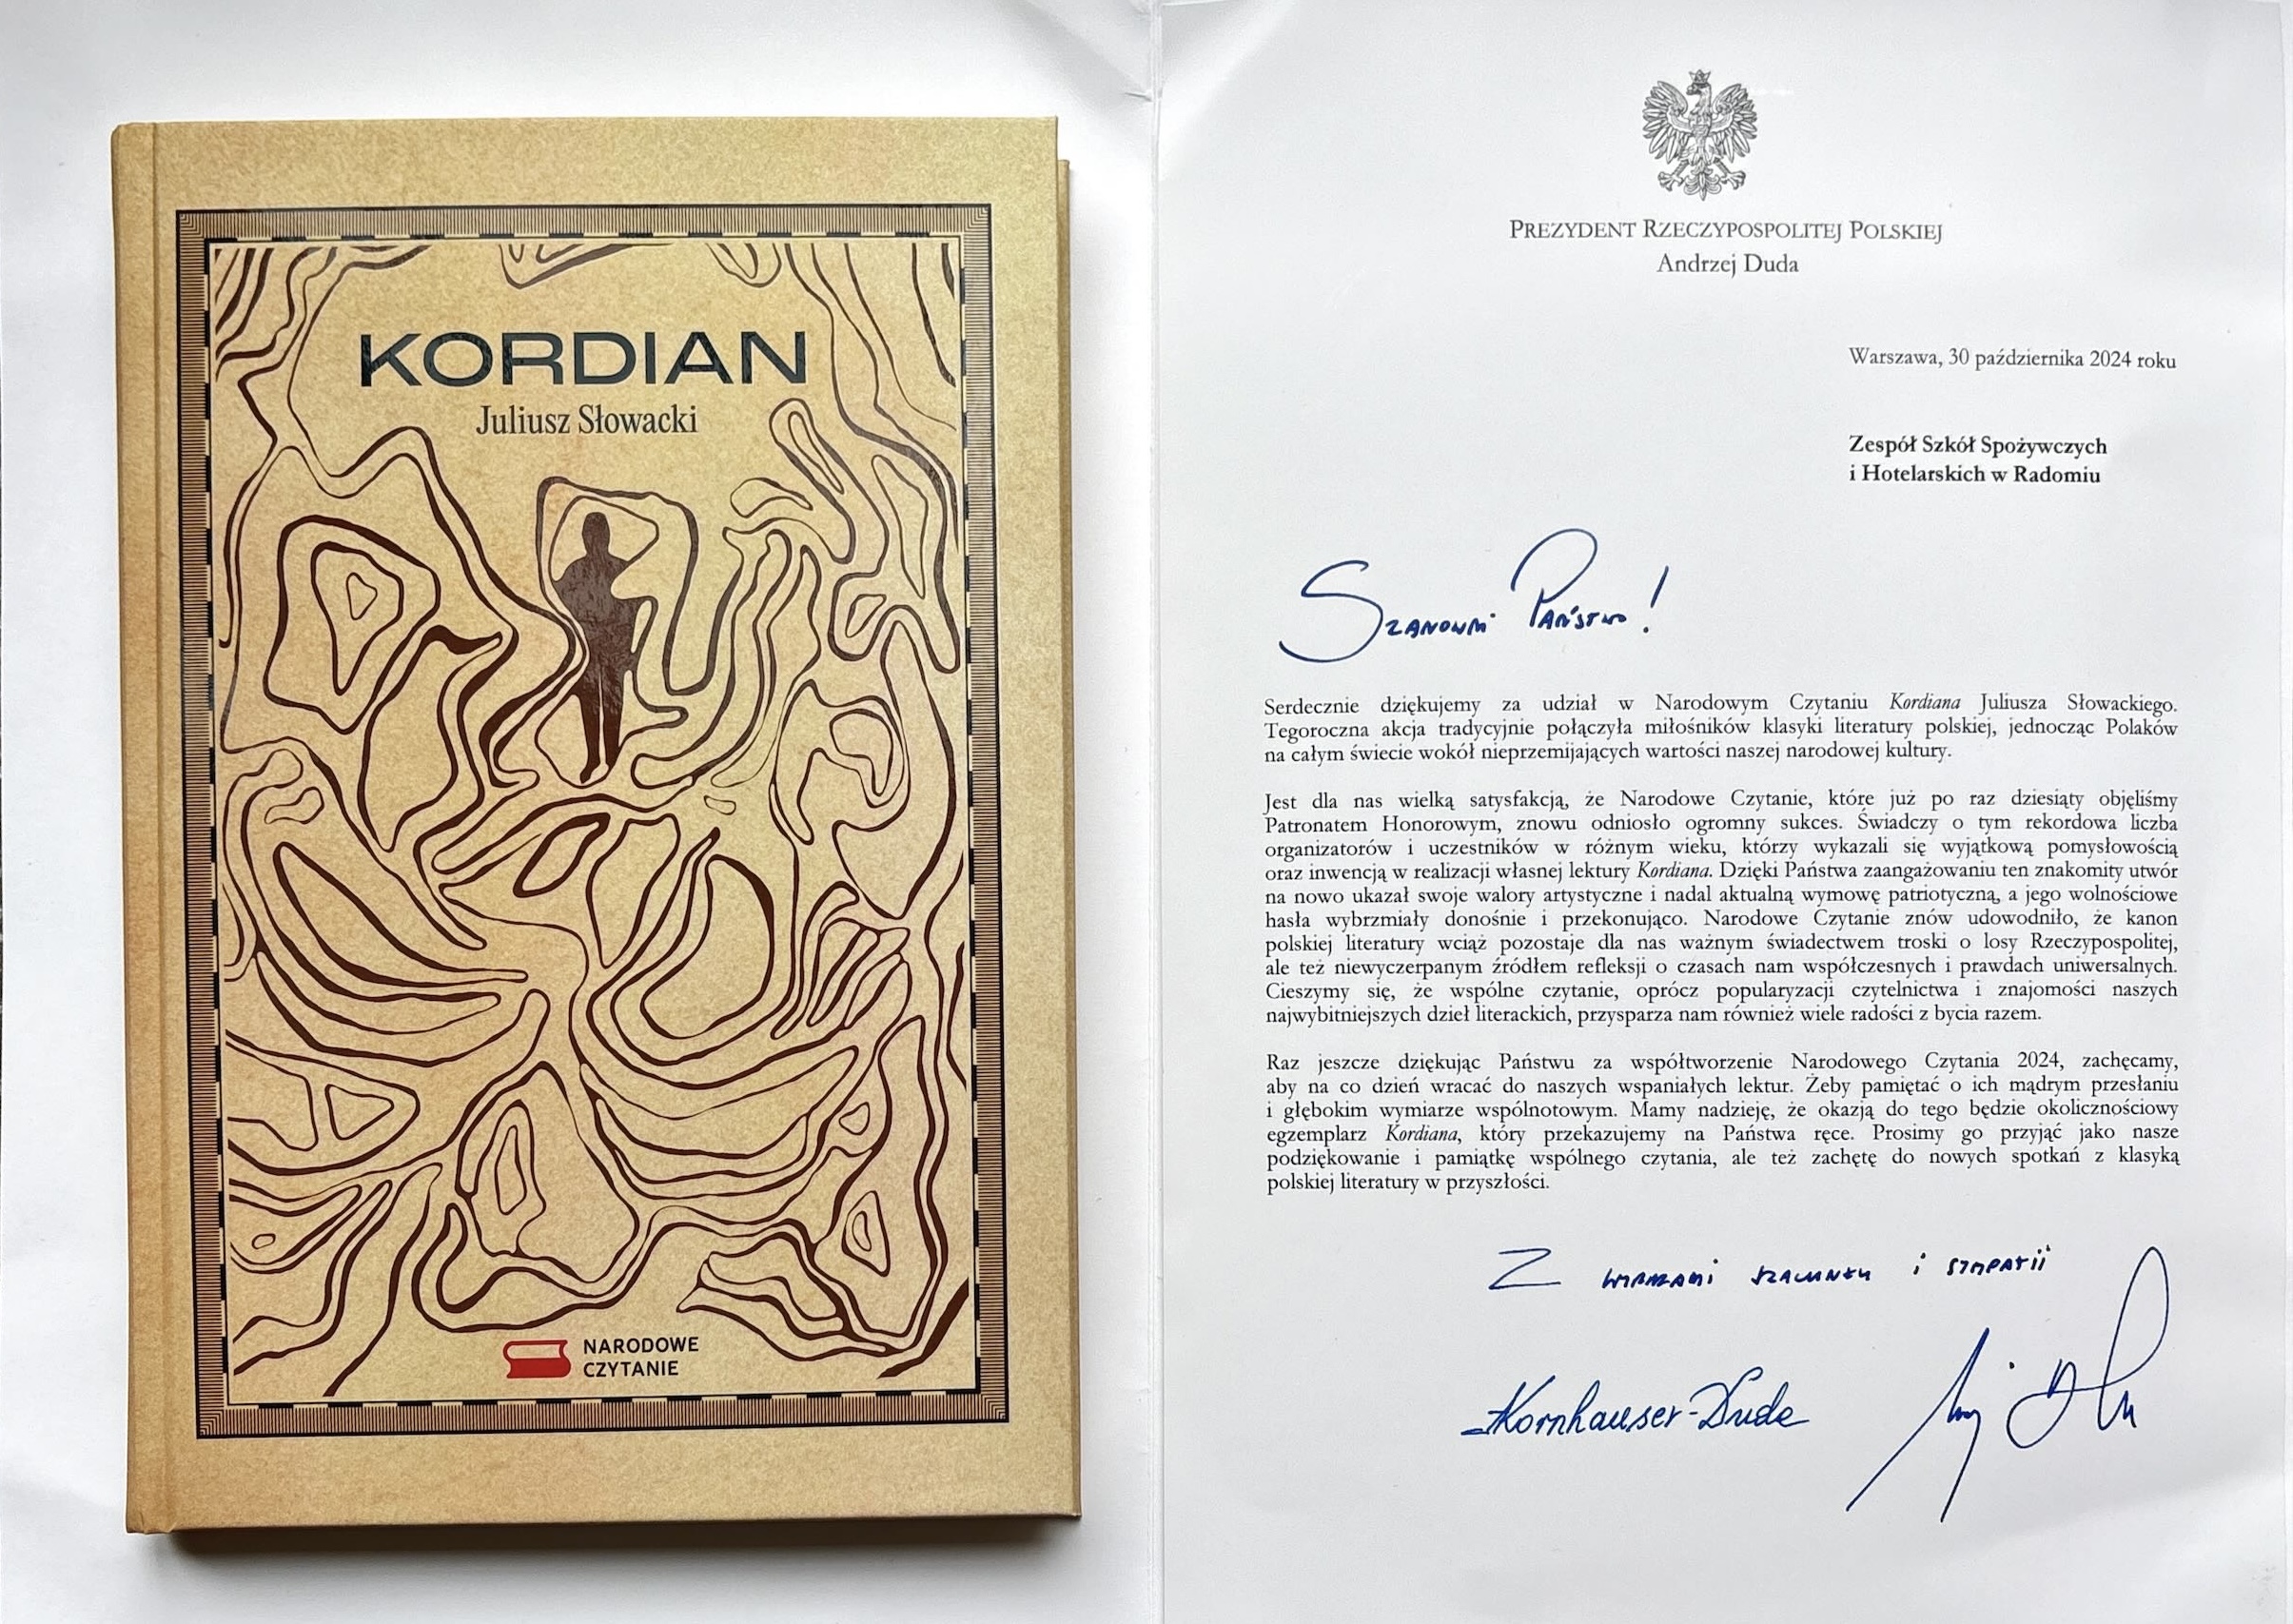 KORDIAN
Juliusz Słowacki
NARODOWE
CZYTANIE
PREZYDENT RZECZYPOSPOLITEJ POLSKIEJ
Andrzej Duda
Warszawa, 30 października 2024 roku
Zespół Szkół Spożywczych
i Hotelarskich w Radomiu
Szanowni Państwo!
Serdecznie dziękujemy za udział w Narodowym Czytaniu Kordiana Juliusza Słowackiego.
Tegoroczna akcja tradycyjnie połączyła miłośników klasyki literatury polskiej, jednocząc Polaków
na całym świecie wokół nieprzemijających wartości naszej narodowej kultury.
Jest dla nas wielką satysfakcją, że Narodowe Czytanie, które już po raz dziesiąty objęliśmy
Patronatem Honorowym, znowu odniosło ogromny sukces. Świadczy o tym rekordowa liczba
organizatorów i uczestników w różnym wieku, którzy wykazali się wyjątkową pomysłowością
oraz inwencją w realizacji własnej lektury Kordiana. Dzięki Państwa zaangażowaniu ten znakomity utwór
na nowo ukazał swoje walory artystyczne i nadal aktualną wymowę patriotyczną, a jego wolnościowe
hasła wybrzmiały donośnie i przekonująco. Narodowe Czytanie znów udowodniło, że kanon
polskiej literatury wciąż pozostaje dla nas ważnym świadectwem troski o losy Rzeczypospolitej,
ale też niewyczerpanym źródłem refleksji o czasach nam współczesnych i prawdach uniwersalnych.
Cieszymy się, że wspólne czytanie, oprócz popularyzacji czytelnictwa i znajomości naszych
najwybitniejszych dzieł literackich, przysparza nam również wiele radości z bycia razem.
Raz jeszcze dziękując Państwu za współtworzenie Narodowego Czytania 2024, zachęcamy,
aby na co dzień wracać do naszych wspaniałych lektur. Żeby pamiętać o ich mądrym przesłaniu
i głębokim wymiarze wspólnotowym. Mamy nadzieję, że okazją do tego będzie okolicznościowy
egzemplarz Kordiana, który przekazujemy na Państwa ręce. Prosimy go przyjąć jako nasze
podziękowanie i pamiątkę wspólnego czytania, ale też zachętę do nowych spotkań z klasyką
polskiej literatury w przyszłości.
Z wyrazami szacunku i sympatii
Kornhauser-Duda